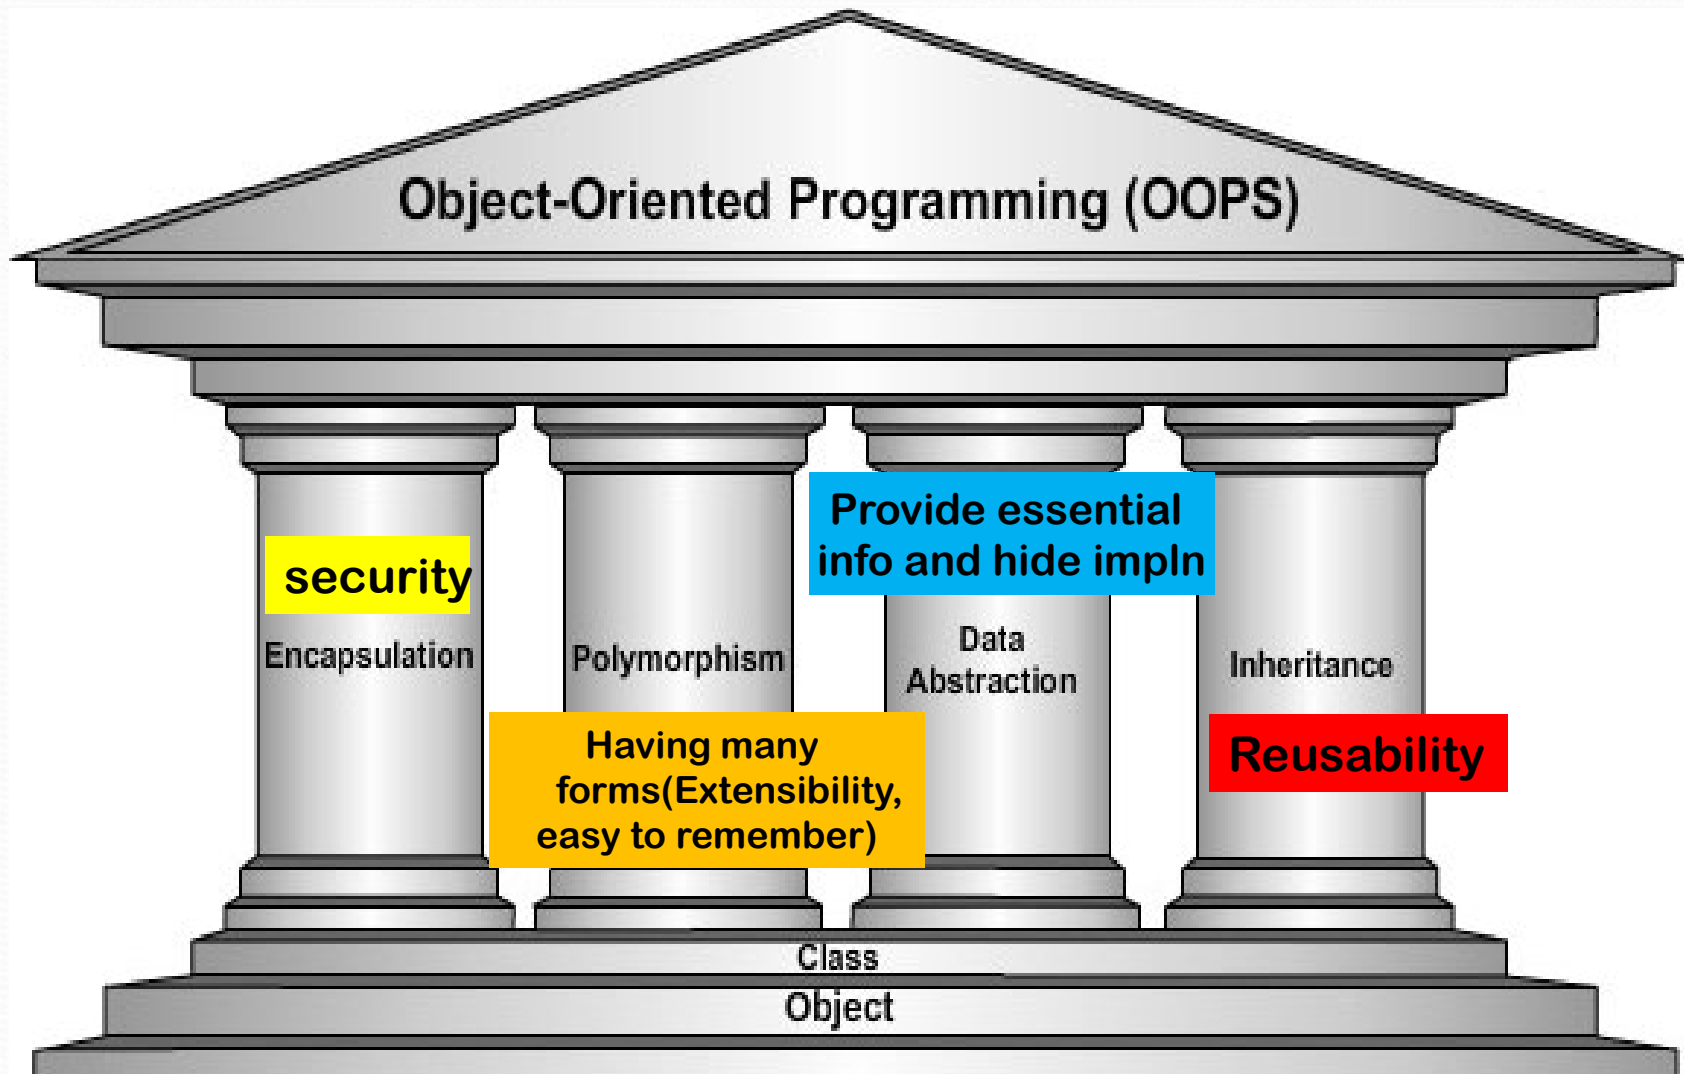 Object-Oriented Programming (OOPS)
security
Encapsulation
Polymorphism
Having many
forms(Extensibility,
easy to remember)
Provide essential
info and hide impln
Data
Abstraction
Inheritance
Reusability
Class
Object